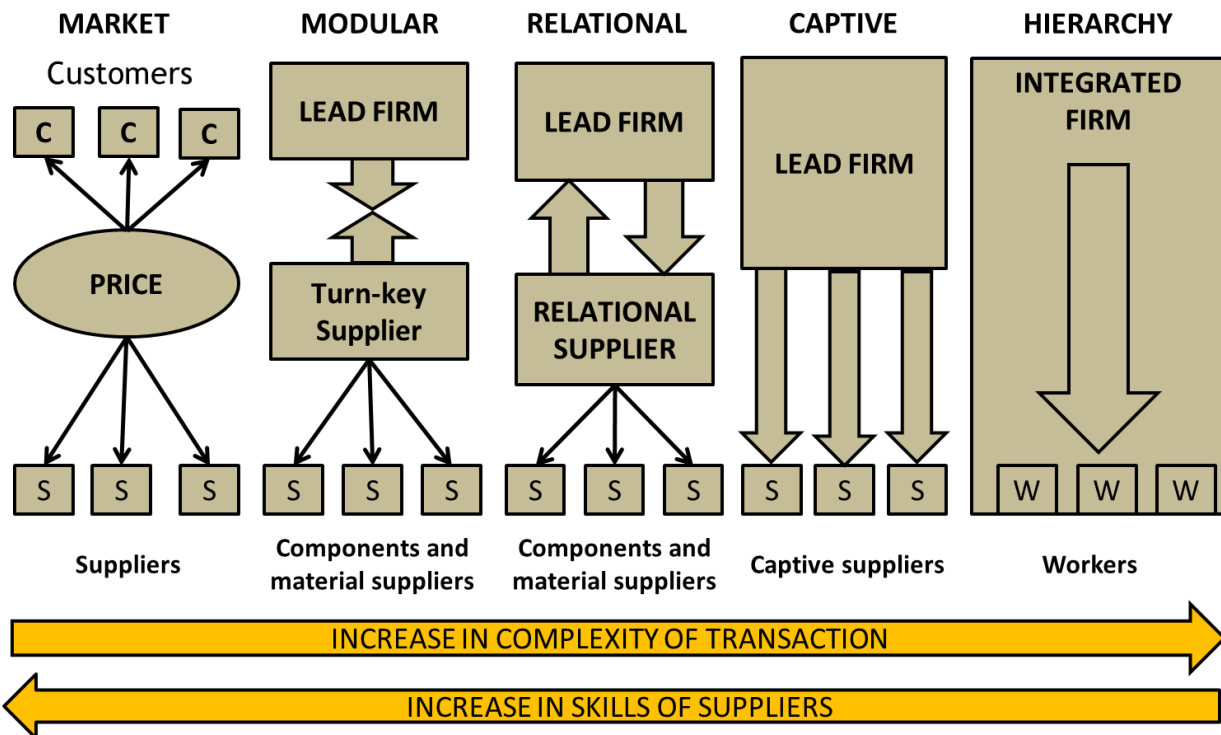 MARKET
MODULAR
RELATIONAL
CAPTIVE
HIERARCHY
Customers
C
C
C
PRICE
S
S
S
Suppliers
LEAD FIRM
Turn-key
Supplier
S
S
S
Components and
material suppliers
LEAD FIRM
RELATIONAL
SUPPLIER
S
S
S
Components and
material suppliers
LEAD FIRM
S
S
S
Captive suppliers
INTEGRATED
FIRM
W
W
W
Workers
INCREASE IN COMPLEXITY OF TRANSACTION
INCREASE IN SKILLS OF SUPPLIERS